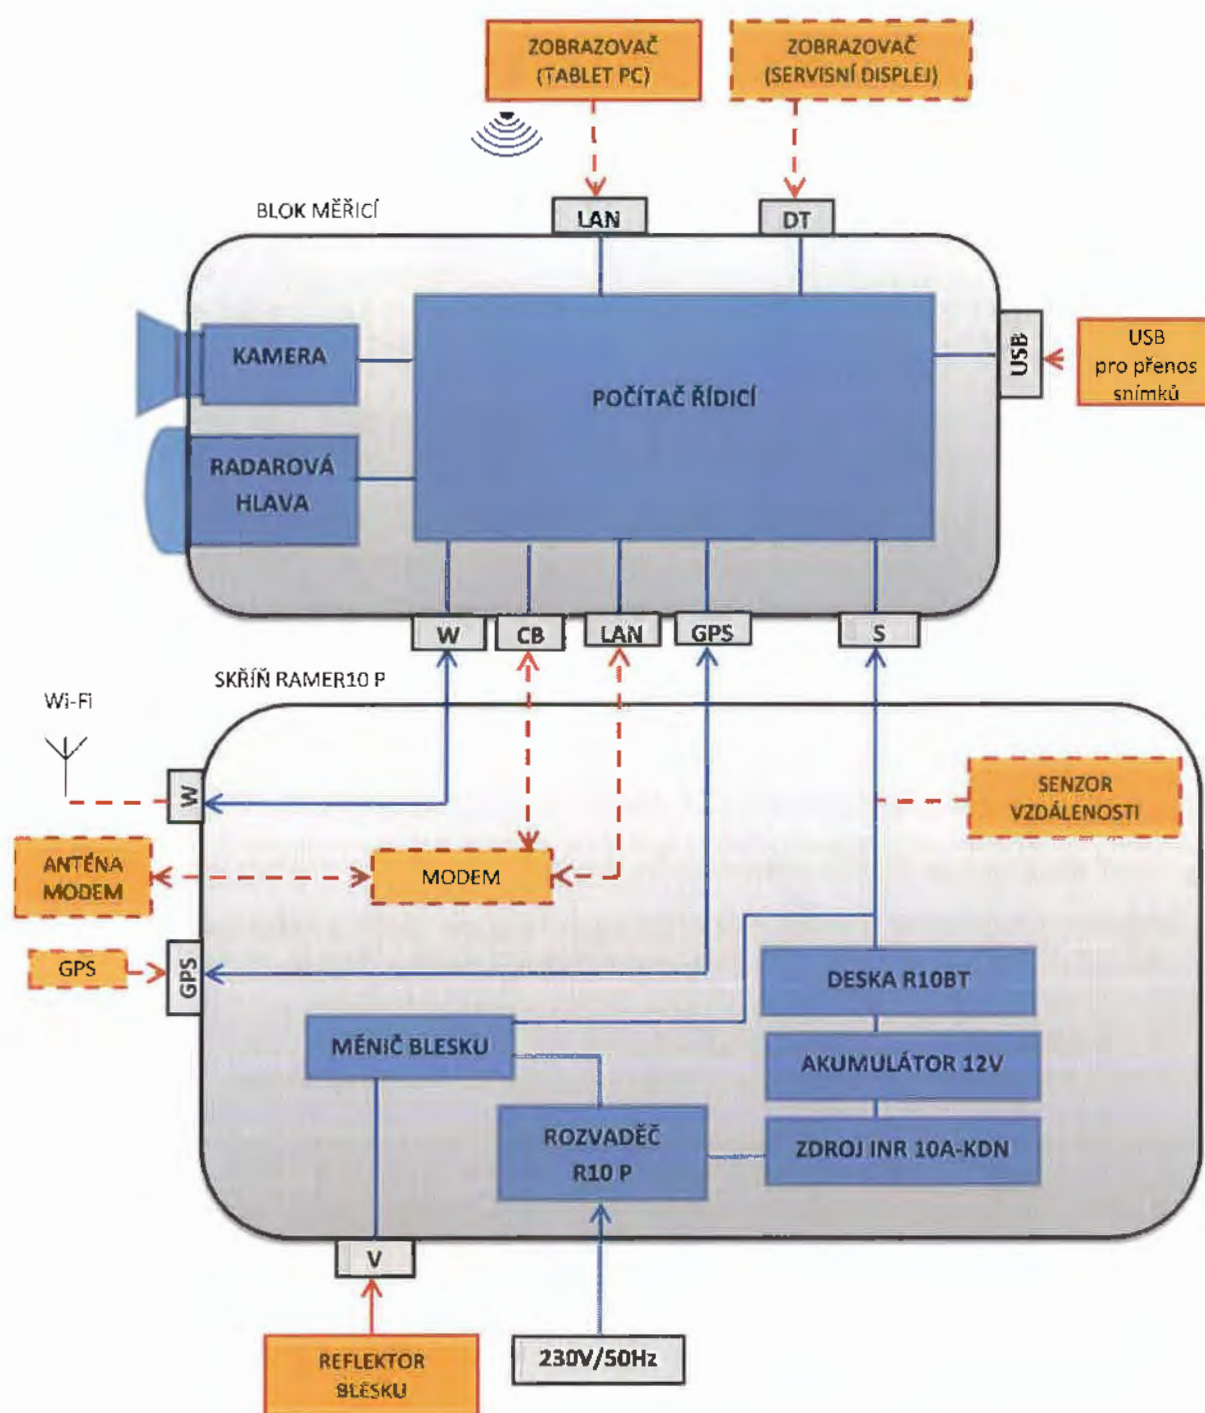 ZOBRAZOVAČ
(TABLET PC)
ZOBRAZOVAČ
(SERVISNÍ DISPLEJ)
BLOK MĚŘICÍ
LAN
DT
KAMERA
POČÍTAČ ŘÍDICÍ
USB
USB
pro přenos
snímků
RADAROVÁ
HLAVA
W
CB
LAN
GPS
S
SKŘÍŇ RAMER10 P
Wi-Fi
W
SENZOR
VZDÁLENOSTI
ANTÉNA
MODEM
MODEM
GPS
GPS
DESKA R10BT
MĚNIČ BLESKU
AKUMULÁTOR 12V
ROZVADĚČ
R10 P
ZDROJ INR 10A-KDN
V
REFLEKTOR
BLESKU
230V/50Hz